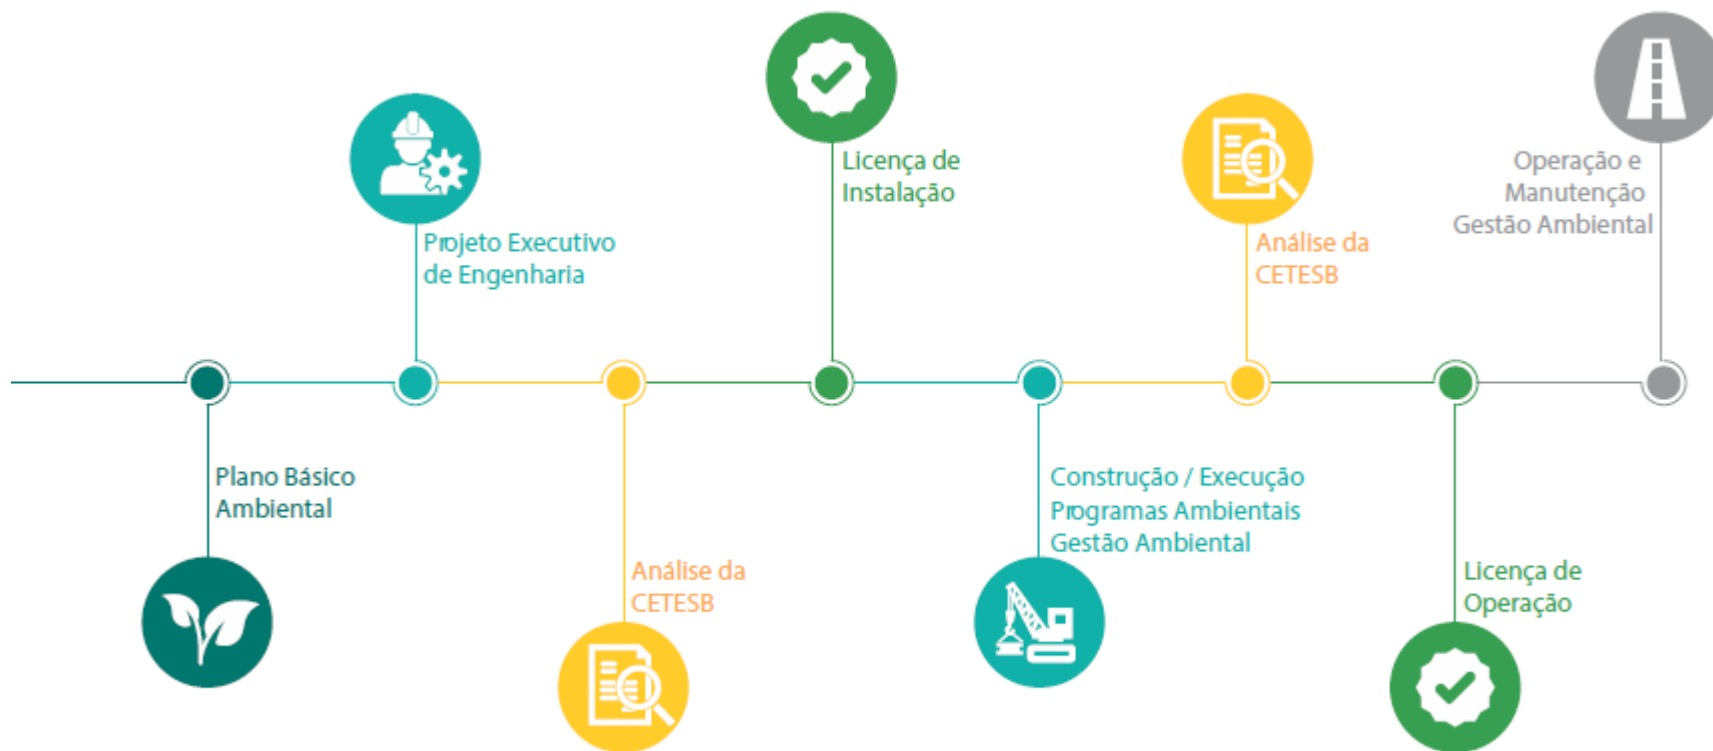 Plano Básico
Ambiental
Projeto Executivo
de Engenharia
Análise da
CETESB
Licença de
Instalação
Construção / Execução
Programas Ambientais
Gestão Ambiental
Análise da
CETESB
Licença de
Operação
Operação e
Manutenção
Gestão Ambiental